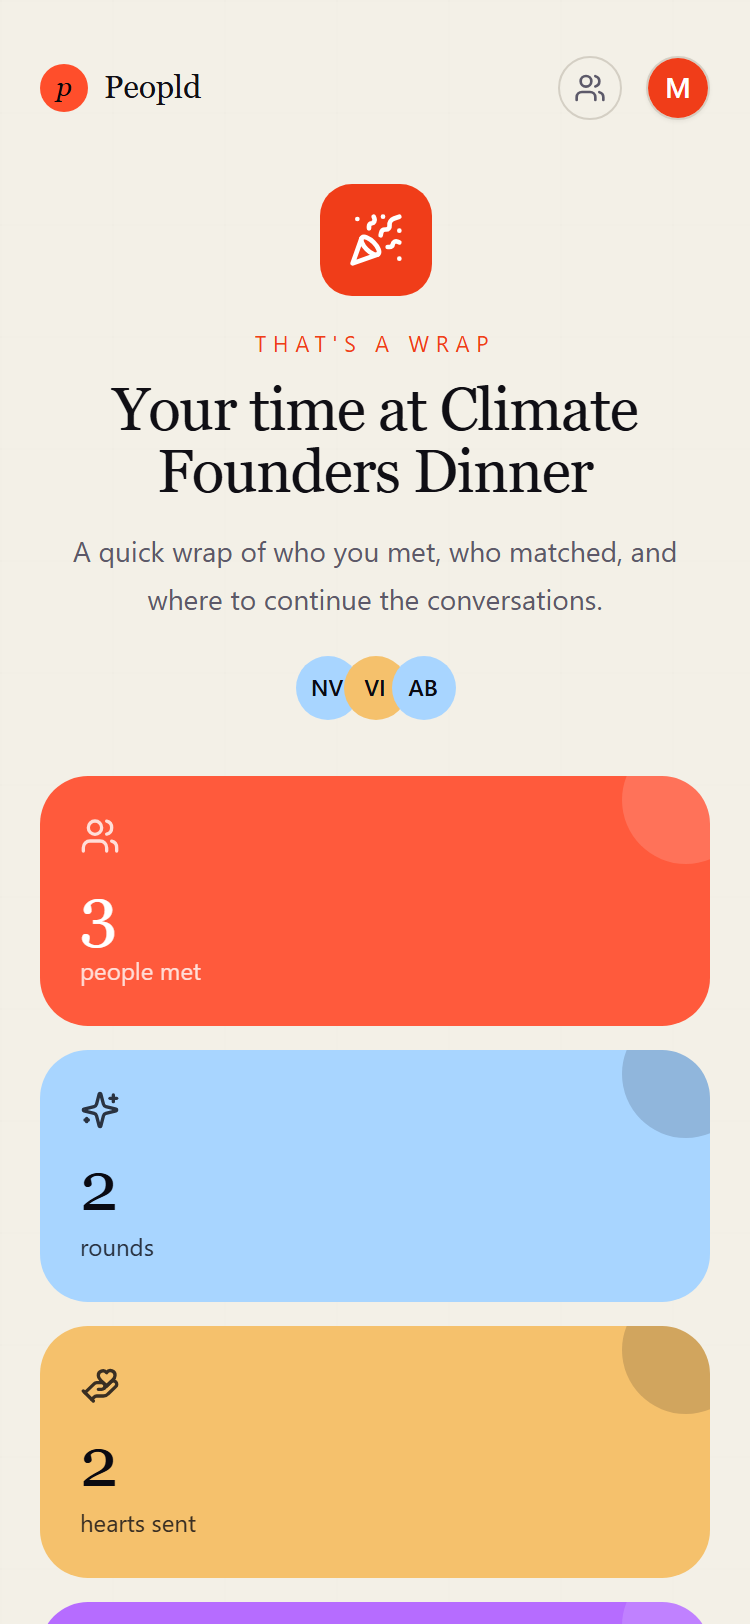 p Peopld M
THAT'S A WRAP
Your time at Climate
Founders Dinner
A quick wrap of who you met, who matched, and
where to continue the conversations.
NV VI AB
3
people met
2
rounds
2
hearts sent